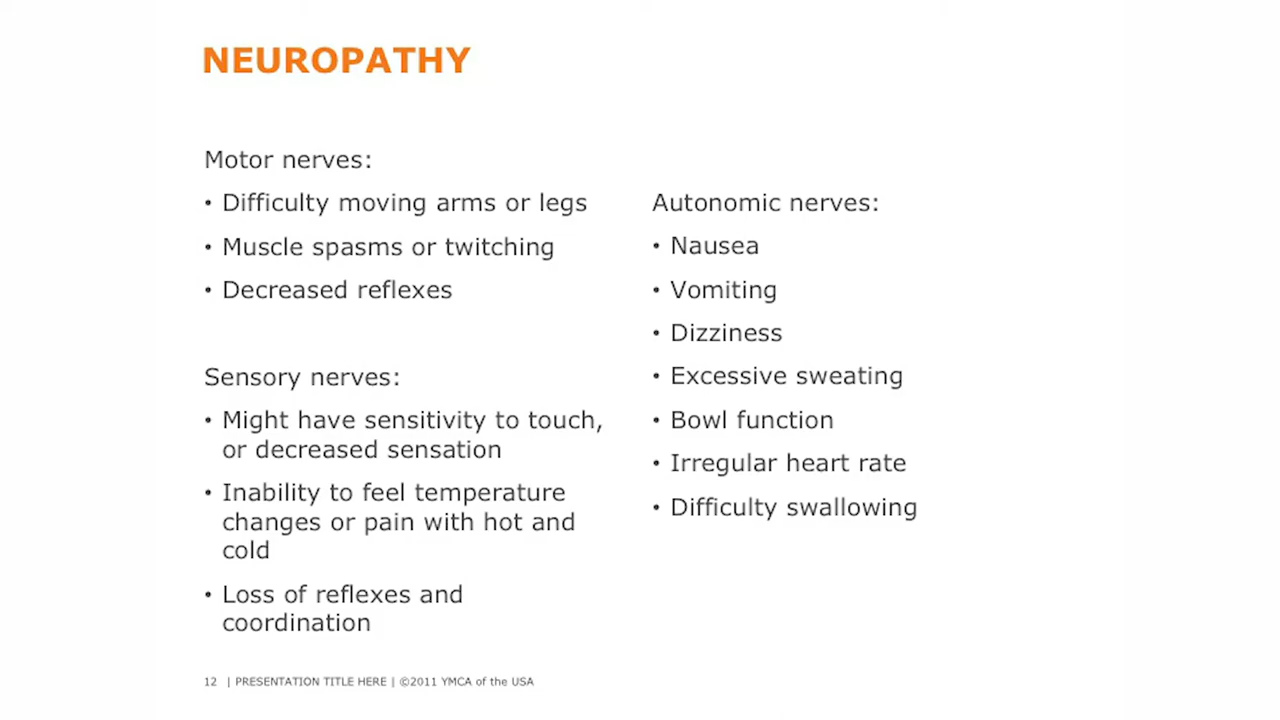 NEUROPATHY
Motor nerves:
• Difficulty moving arms or legs
• Muscle spasms or twitching
• Decreased reflexes
Sensory nerves:
• Might have sensitivity to touch,
or decreased sensation
• Inability to feel temperature
changes or pain with hot and
cold
• Loss of reflexes and
coordination
Autonomic nerves:
• Nausea
• Vomiting
• Dizziness
• Excessive sweating
• Bowl function
• Irregular heart rate
• Difficulty swallowing
12 | PRESENTATION TITLE HERE | ©2011 YMCA of the USA